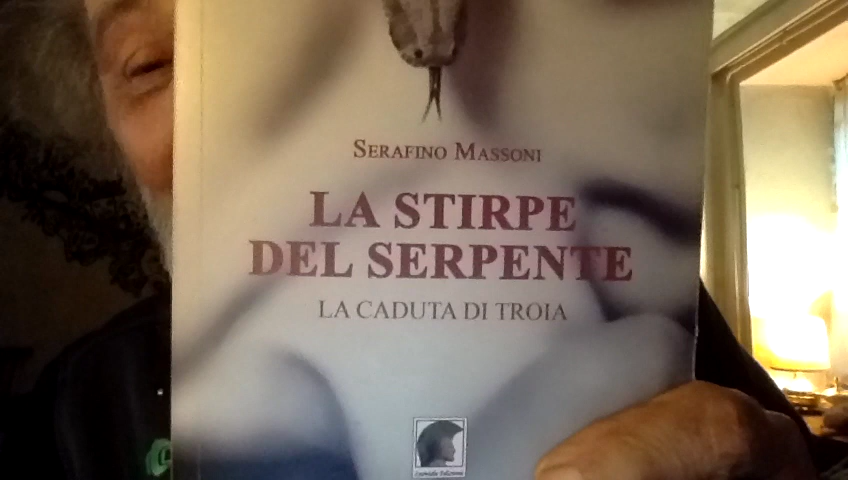 SERAFINO MASSONI
LA STIRPE
DEL SERPENTE
LA CADUTA DI TROIA